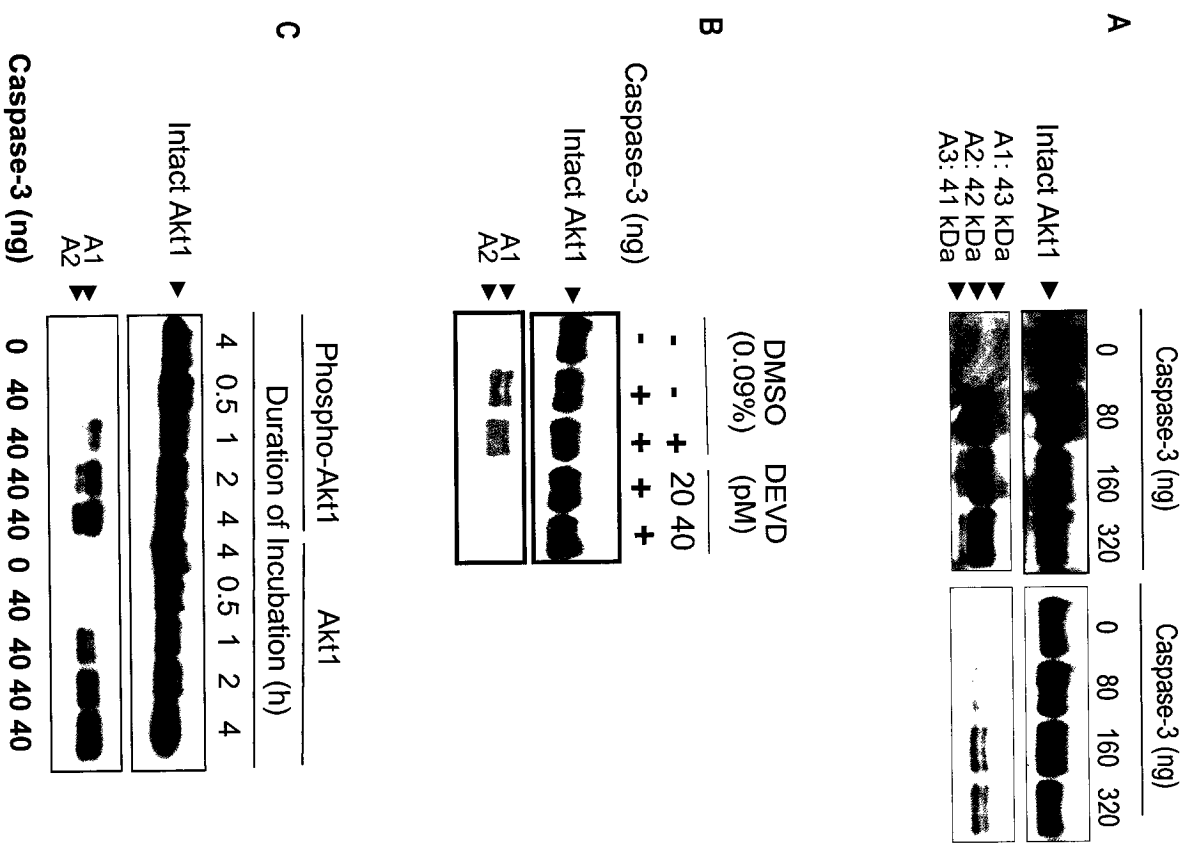 A
Caspase-3 (ng) Caspase-3 (ng)
0 80 160 320 0 80 160 320
Intact Akt1
A1: 43 kDa
A2: 42 kDa
A3: 41 kDa
B
DMSO DEVD
(0.09%) (pM)
- - + 20 40
Caspase-3 (ng) - + + + +
Intact Akt1
A1
A2
C
Phospho-Akt1 Akt1
Duration of Incubation (h)
4 0.5 1 2 4 4 0.5 1 2 4
Intact Akt1
A1
A2
Caspase-3 (ng) 0 40 40 40 40 0 40 40 40 40